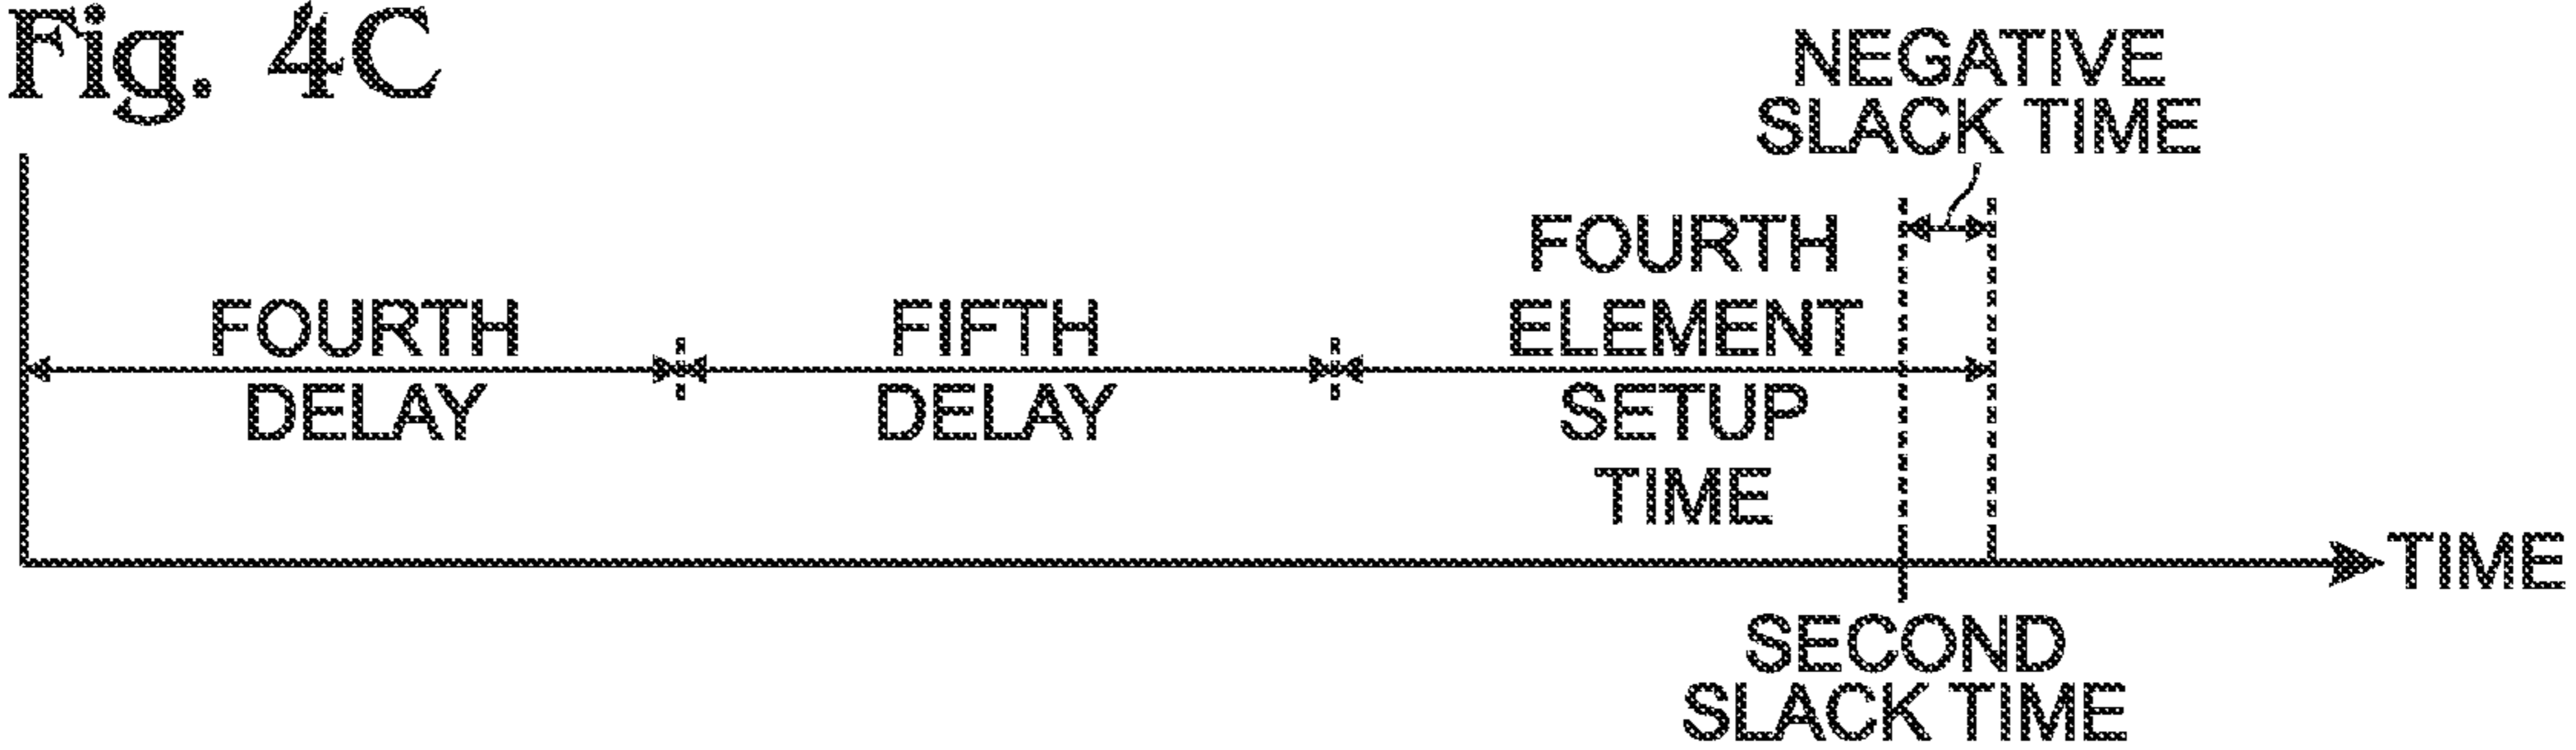 Fig. 4C
NEGATIVE
SLACK TIME
FOURTH
DELAY
FIFTH
DELAY
FOURTH
ELEMENT
SETUP
TIME
TIME
SECOND
SLACK TIME